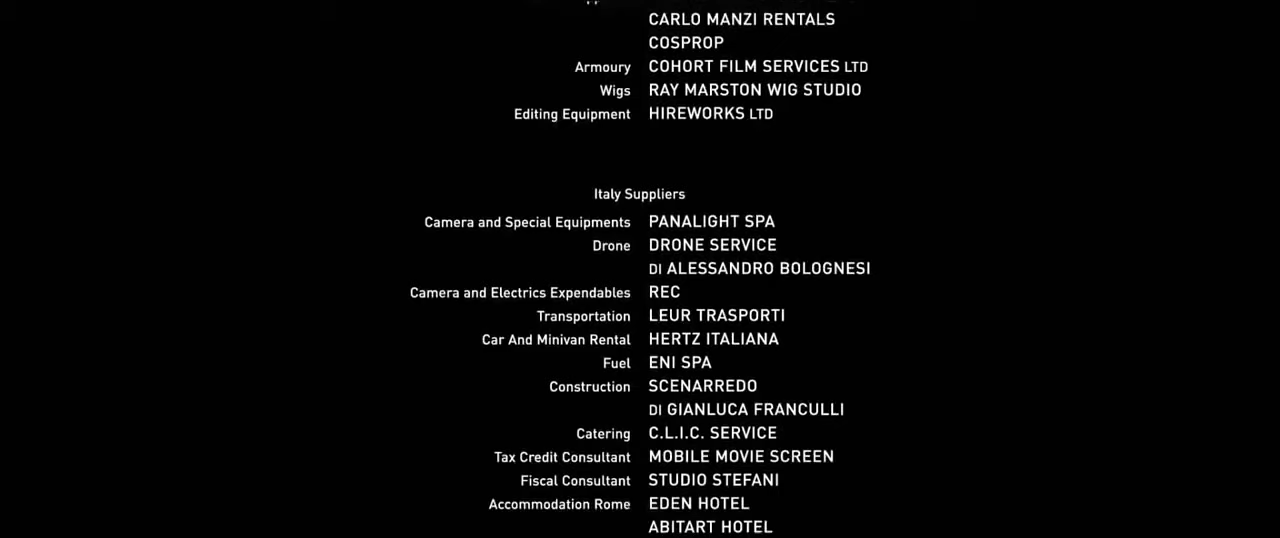 CARLO MANZI RENTALS
COSPROP
Armoury COHORT FILM SERVICES LTD
Wigs RAY MARSTON WIG STUDIO
Editing Equipment HIREWORKS LTD
Italy Suppliers
Camera and Special Equipments PANALIGHT SPA
Drone DRONE SERVICE
DI ALESSANDRO BOLOGNESI
Camera and Electrics Expendables REC
Transportation LEUR TRASPORTI
Car And Minivan Rental HERTZ ITALIANA
Fuel ENI SPA
Construction SCENARREDO
DI GIANLUCA FRANCULLI
Catering C.L.I.C. SERVICE
Tax Credit Consultant MOBILE MOVIE SCREEN
Fiscal Consultant STUDIO STEFANI
Accommodation Rome EDEN HOTEL
ABITART HOTEL